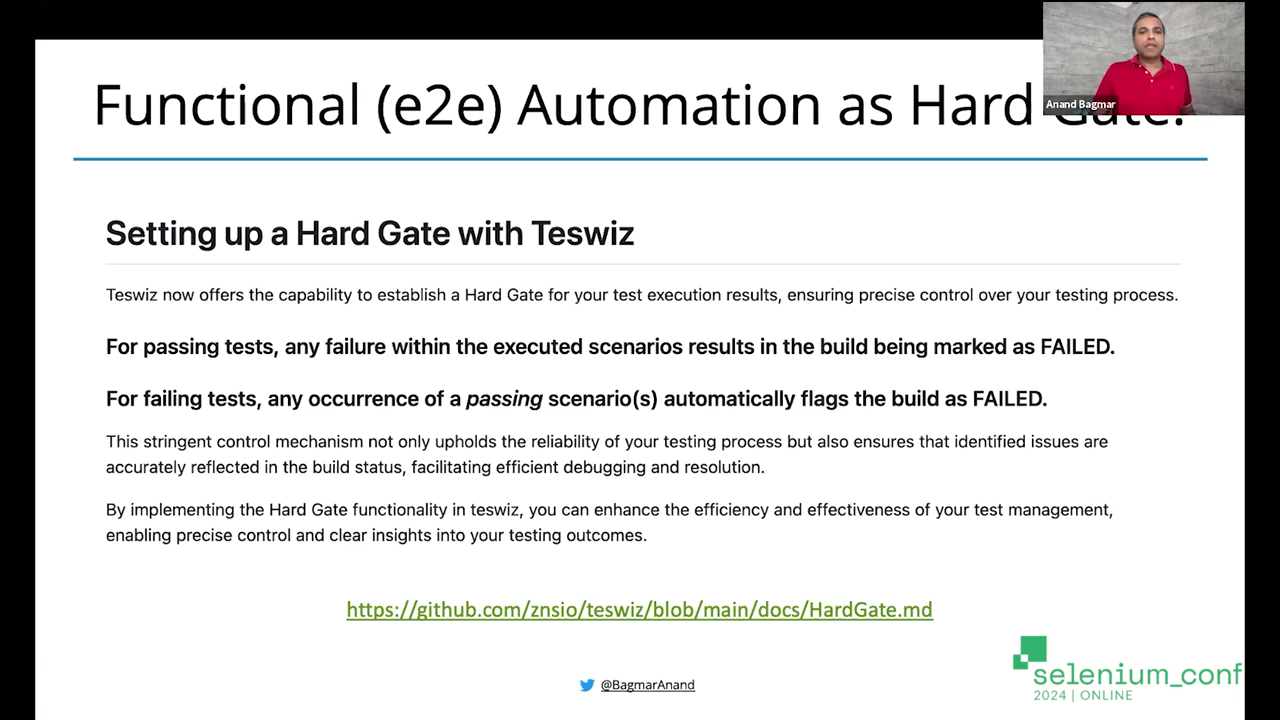 Functional (e2e) Automation as Hard Gate!
Anand Bagmar
Setting up a Hard Gate with Teswiz
Teswiz now offers the capability to establish a Hard Gate for your test execution results, ensuring precise control over your testing process.
For passing tests, any failure within the executed scenarios results in the build being marked as FAILED.
For failing tests, any occurrence of a passing scenario(s) automatically flags the build as FAILED.
This stringent control mechanism not only upholds the reliability of your testing process but also ensures that identified issues are
accurately reflected in the build status, facilitating efficient debugging and resolution.
By implementing the Hard Gate functionality in teswiz, you can enhance the efficiency and effectiveness of your test management,
enabling precise control and clear insights into your testing outcomes.
https://github.com/znsio/teswiz/blob/main/docs/HardGate.md
@BagmarAnand
selenium_conf
2024 | ONLINE